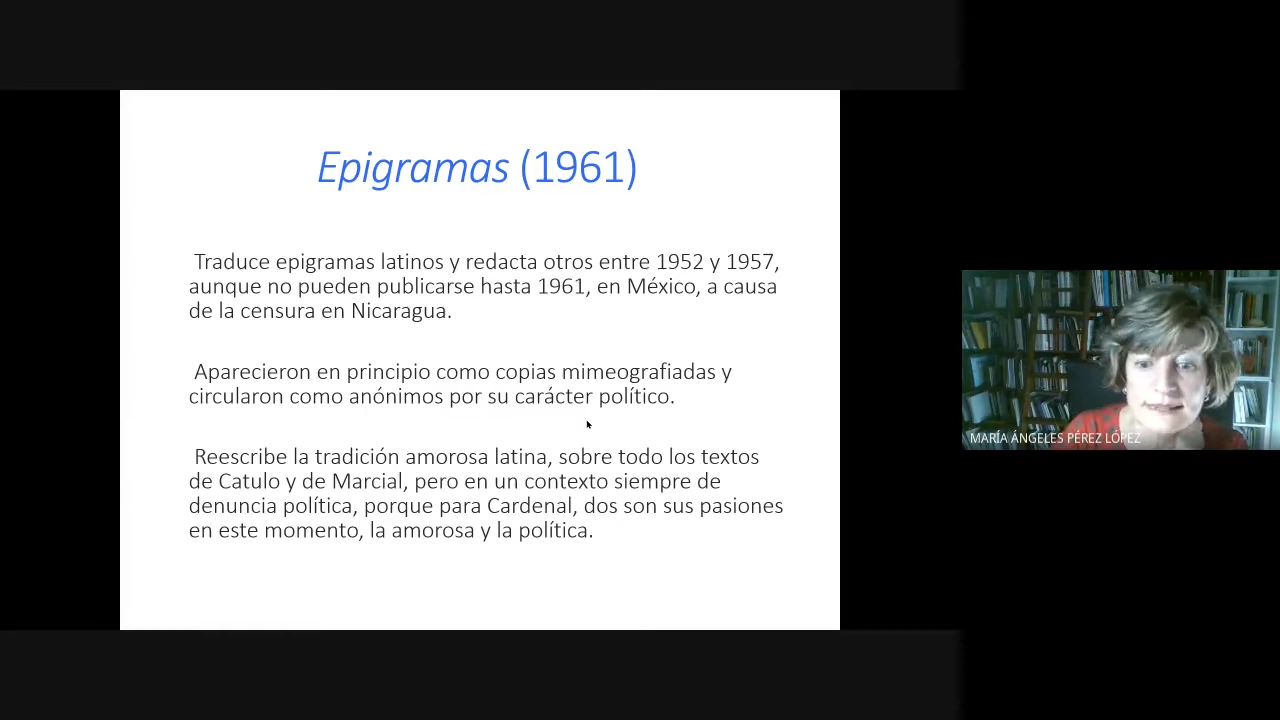 Epigramas (1961)
Traduce epigramas latinos y redacta otros entre 1952 y 1957,
aunque no pueden publicarse hasta 1961, en México, a causa
de la censura en Nicaragua.
Aparecieron en principio como copias mimeografiadas y
circularon como anónimos por su carácter político.
Reescribe la tradición amorosa latina, sobre todo los textos
de Catulo y de Marcial, pero en un contexto siempre de
denuncia política, porque para Cardenal, dos son sus pasiones
en este momento, la amorosa y la política.
MARÍA ÁNGELES PÉREZ LÓPEZ